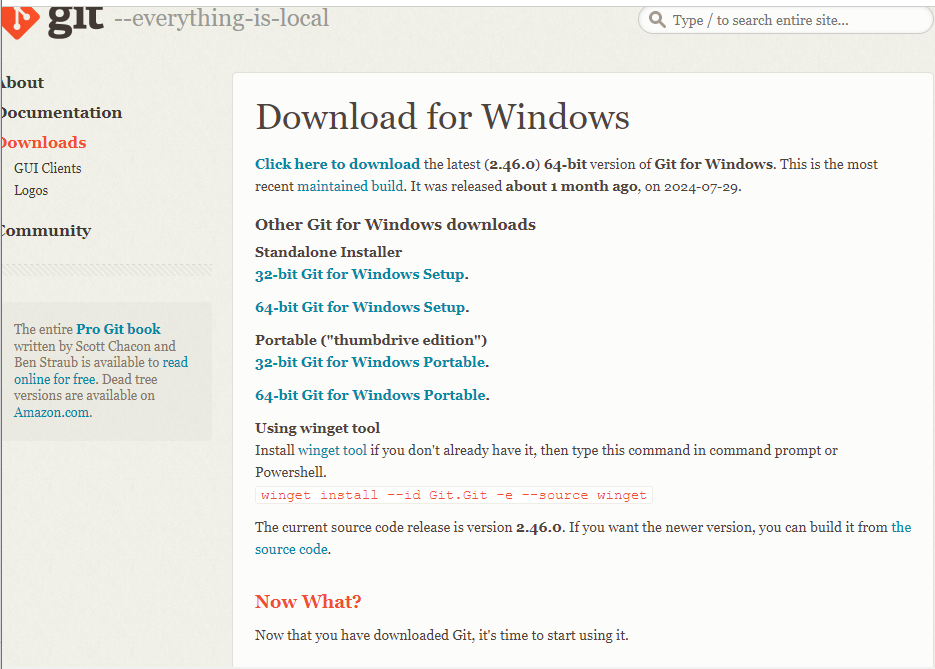 git --everything-is-local
Type / to search entire site...
About
Documentation
Downloads
GUI Clients
Logos
Community
The entire Pro Git book
written by Scott Chacon and
Ben Straub is available to read
online for free. Dead tree
versions are available on
Amazon.com.
Download for Windows
Click here to download the latest (2.46.0) 64-bit version of Git for Windows. This is the most
recent maintained build. It was released about 1 month ago, on 2024-07-29.
Other Git for Windows downloads
Standalone Installer
32-bit Git for Windows Setup.
64-bit Git for Windows Setup.
Portable ("thumbdrive edition")
32-bit Git for Windows Portable.
64-bit Git for Windows Portable.
Using winget tool
Install winget tool if you don't already have it, then type this command in command prompt or
Powershell.
winget install --id Git.Git -e --source winget
The current source code release is version 2.46.0. If you want the newer version, you can build it from the
source code.
Now What?
Now that you have downloaded Git, it's time to start using it.